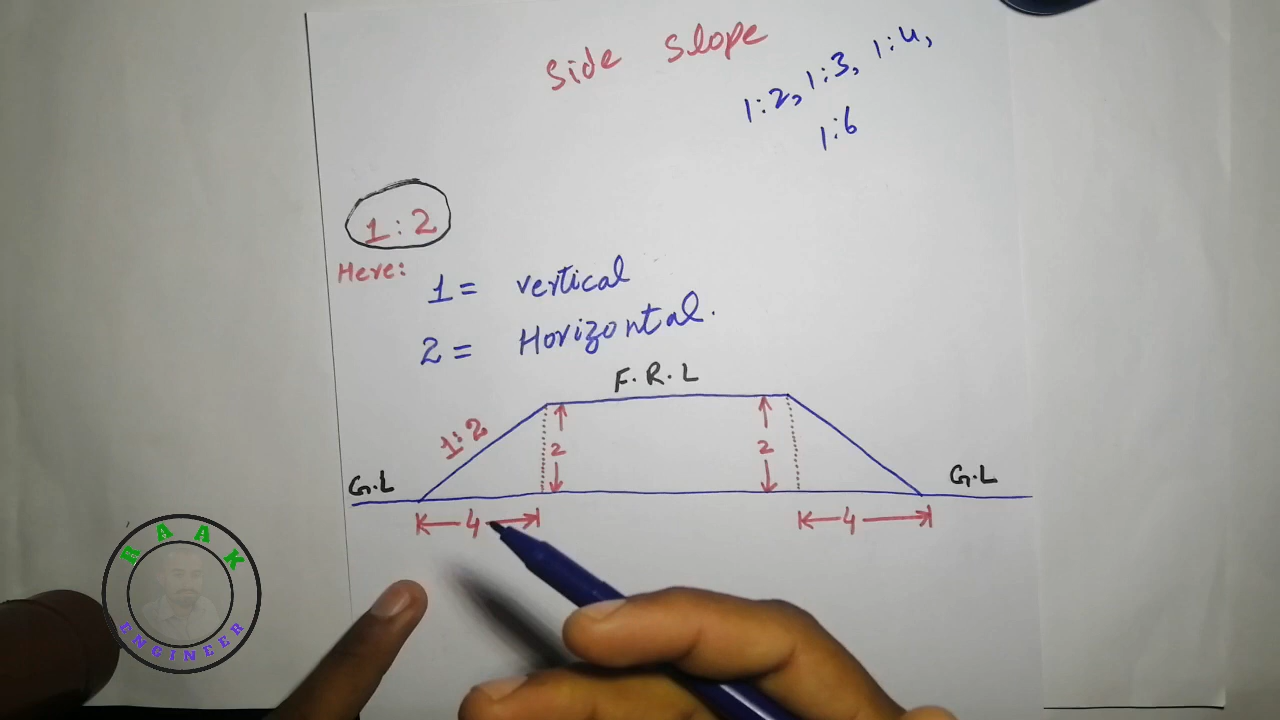 Side Slope
1:2, 1:3, 1:4,
1:6
1:2
Here:
1 = vertical
2 = Horizontal.
F.R.L
1:2
2
2
G.L
G.L
4
4
HAAK
ENGINEER